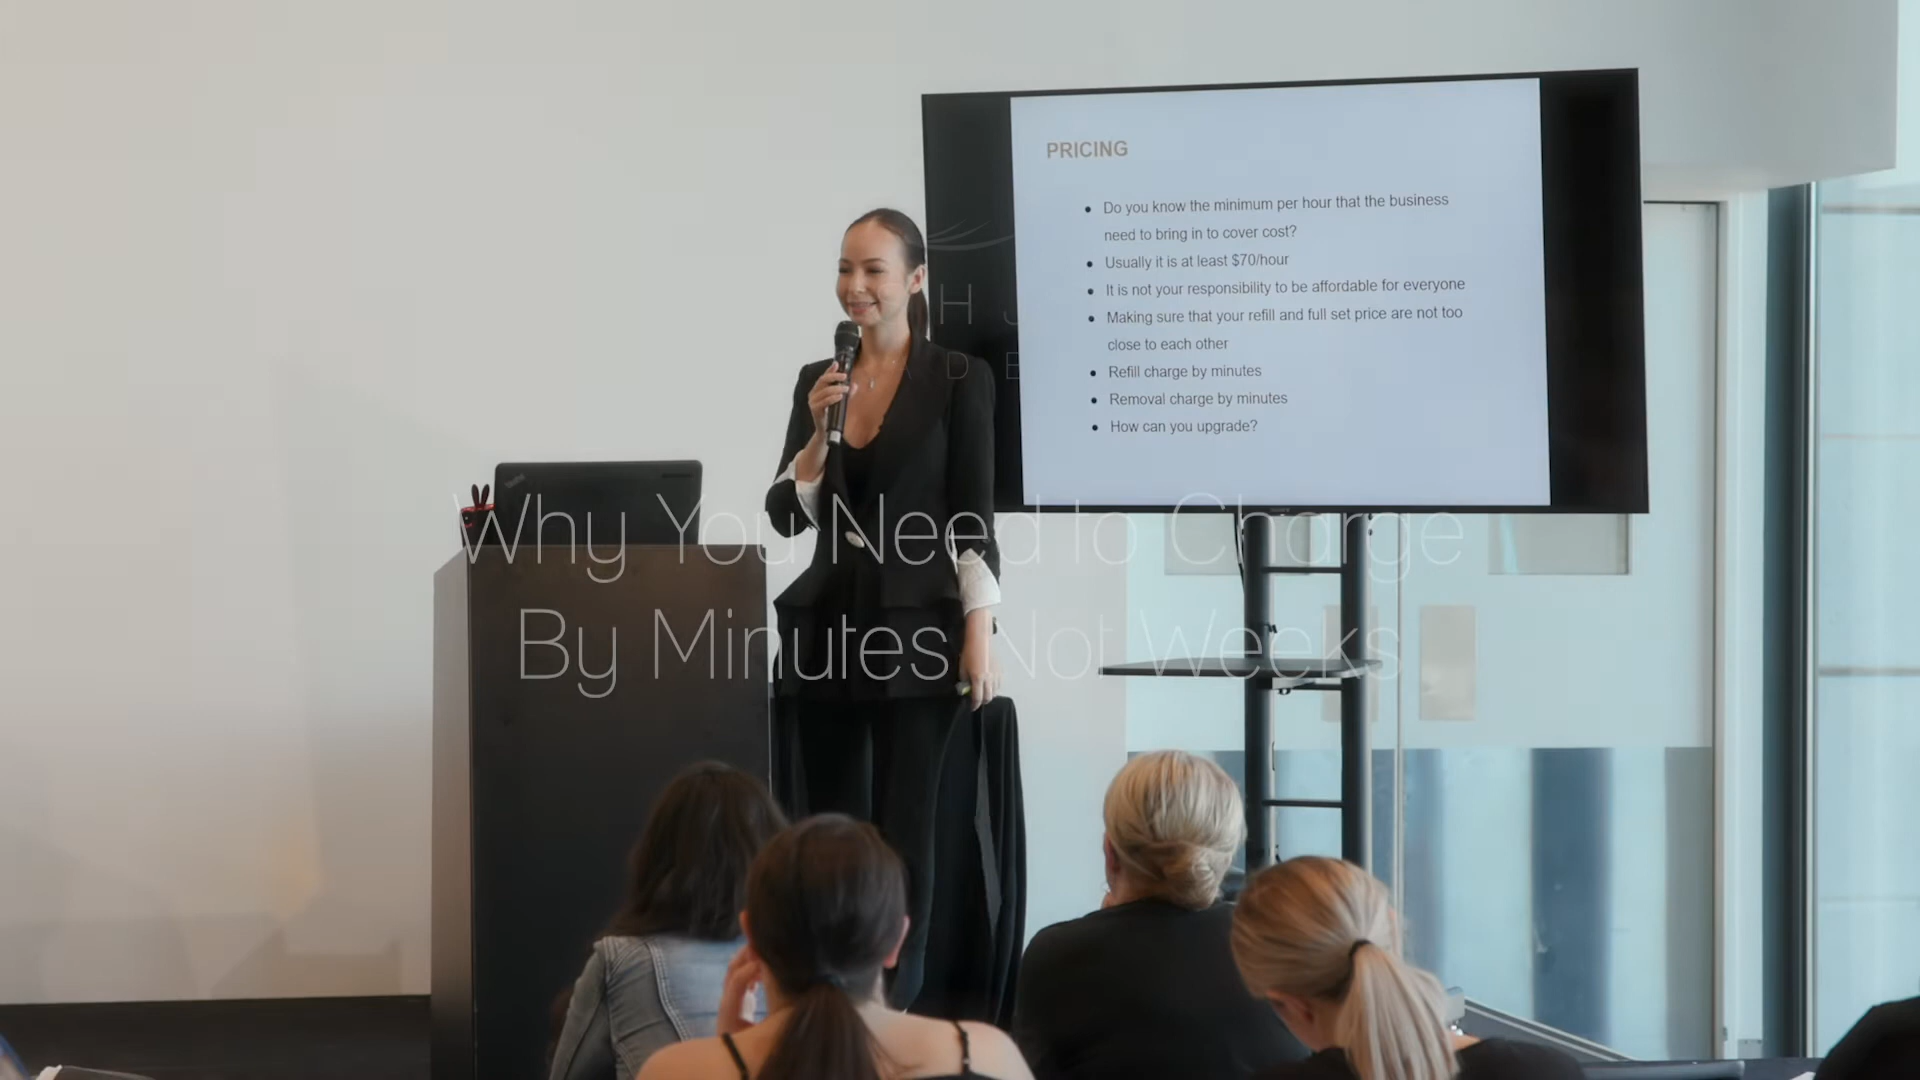 PRICING
Do you know the minimum per hour that the business
need to bring in to cover cost?
Usually it is at least $70/hour
It is not your responsibility to be affordable for everyone
Making sure that your refill and full set price are not too
close to each other
Refill charge by minutes
Removal charge by minutes
How can you upgrade?
Why You Need to Charge
By Minutes Not Weeks